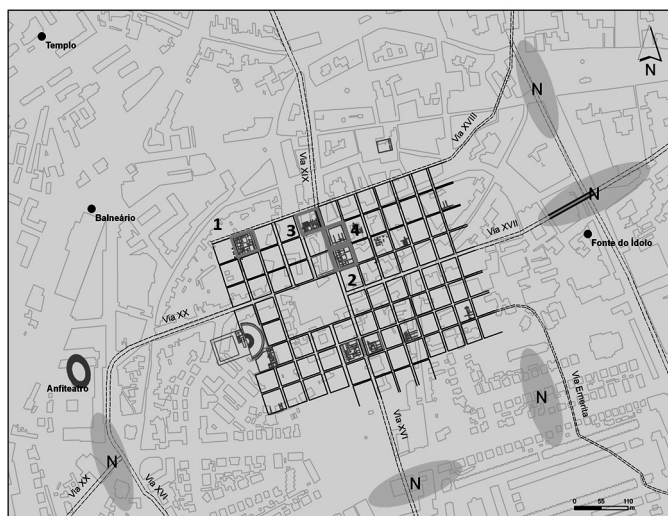 Templo
N
N
Via XVIII
Via XIX
N
Balneário
1
3
4
Via XVII
Fonte do Ídolo
2
Via XX
Anfiteatro
Via Emerita
N
Via XVI
N
Via XX
Via XVI
N
0 55 110
m